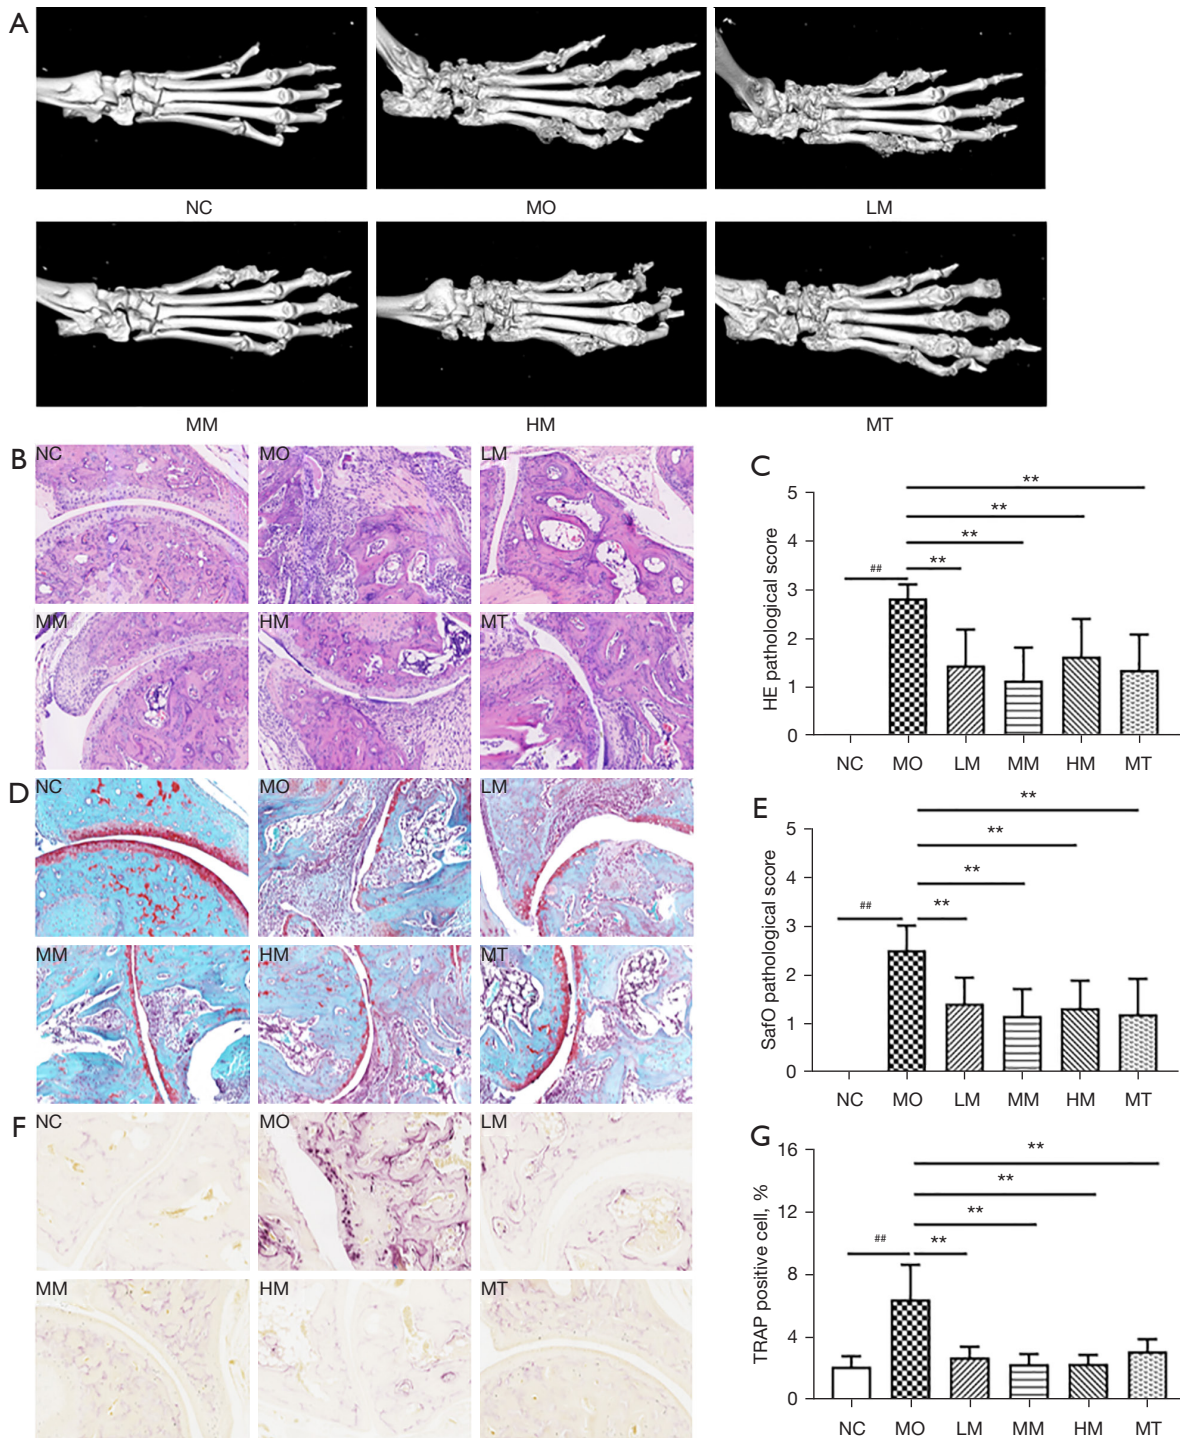 A
NC MO LM
MM HM MT
B
NC MO LM
MM HM MT
C
HE pathological score
5
4
3
2
1
0
##
**
**
**
**
NC MO LM MM HM MT
D
NC MO LM
MM HM MT
E
SafO pathological score
5
4
3
2
1
0
##
**
**
**
**
NC MO LM MM HM MT
F
NC MO LM
MM HM MT
G
TRAP positive cell, %
16
12
8
4
0
##
**
**
**
**
NC MO LM MM HM MT